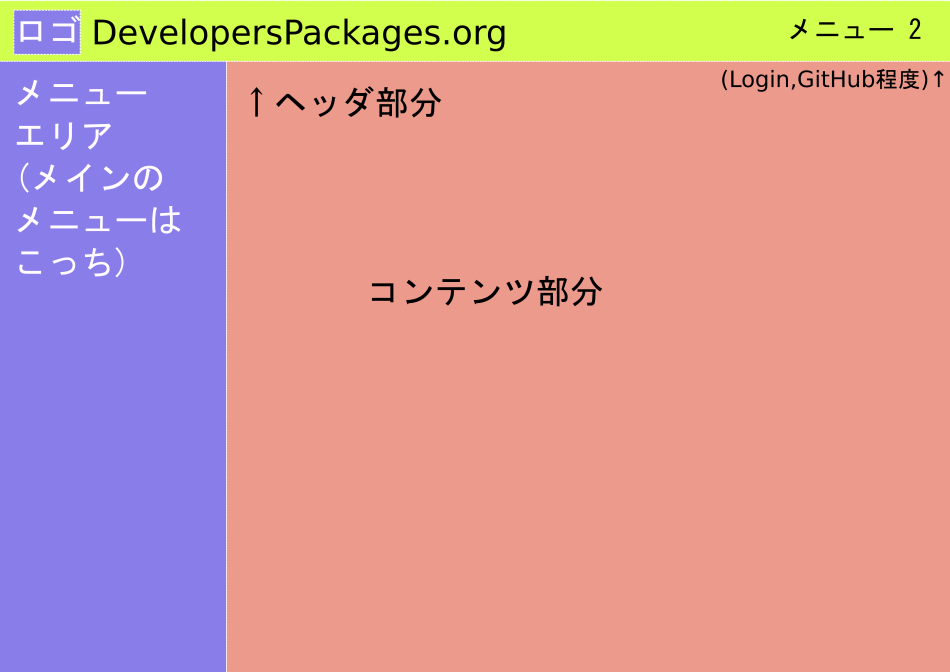 ロゴ DevelopersPackages.org
メニュー 2
(Login,GitHub程度)↑
↑ヘッダ部分
メニュー
エリア
(メインの
メニューは
こっち)
コンテンツ部分